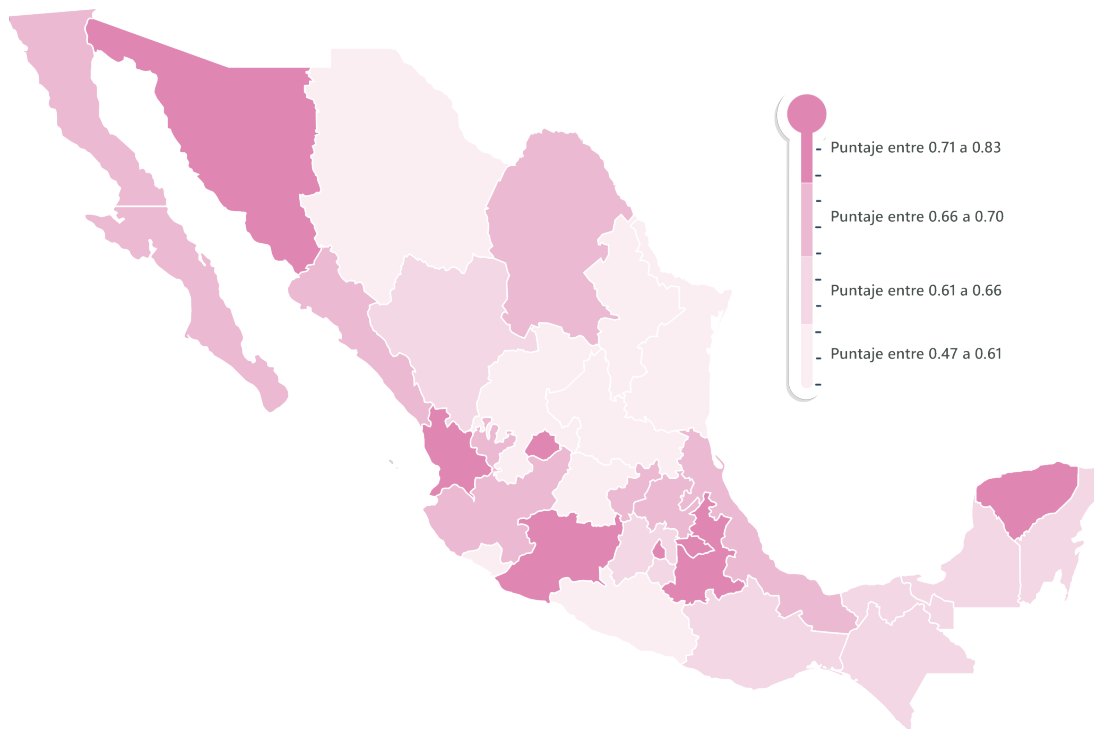 Puntaje entre 0.71 a 0.83
Puntaje entre 0.66 a 0.70
Puntaje entre 0.61 a 0.66
Puntaje entre 0.47 a 0.61